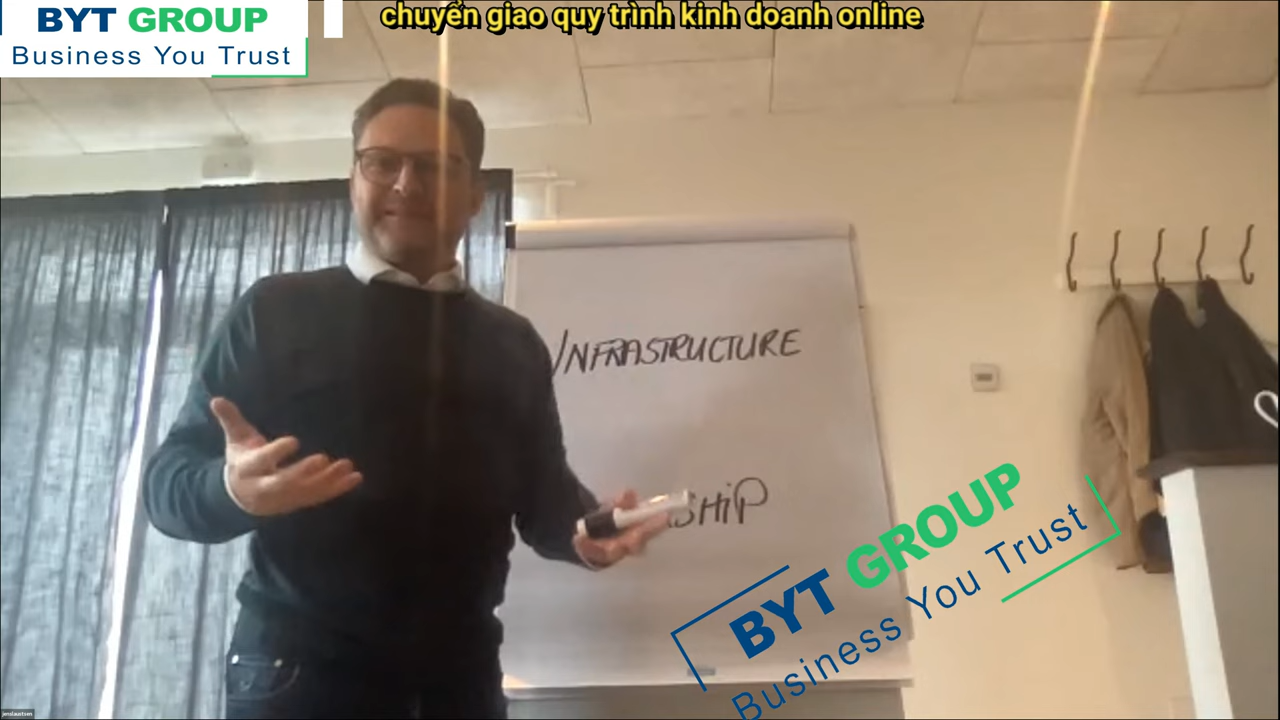 BYT GROUP
Business You Trust
chuyển giao quy trình kinh doanh online
INFRASTRUCTURE
SHIP
BYT GROUP
Business You Trust